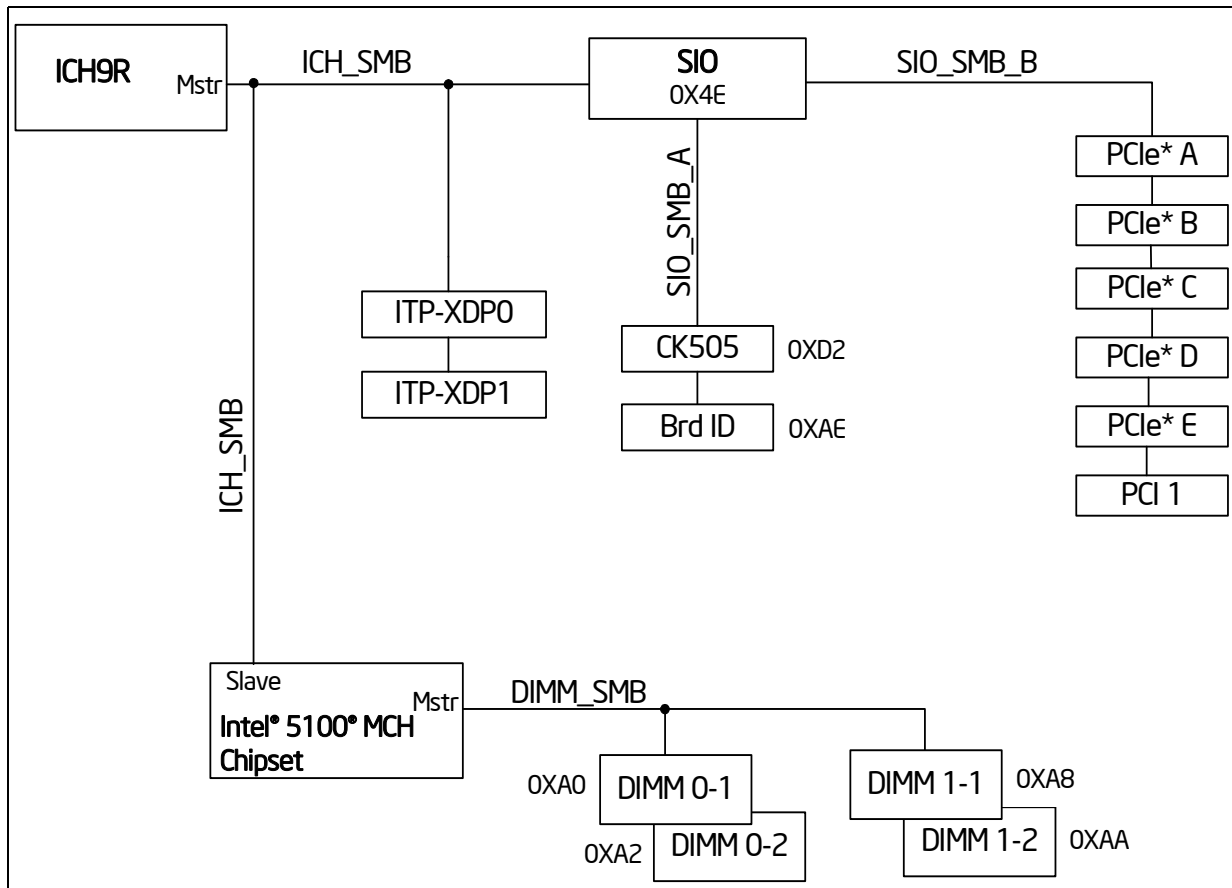 ICH9R
Mstr
ICH_SMB
SIO
0X4E
SIO_SMB_B
SIO_SMB_A
PCIe* A
PCIe* B
PCIe* C
PCIe* D
PCIe* E
PCI 1
ITP-XDP0
ITP-XDP1
CK505
0XD2
Brd ID
0XAE
ICH_SMB
Slave
Mstr
Intel® 5100® MCH
Chipset
DIMM_SMB
0XA0
DIMM 0-1
0XA2
DIMM 0-2
DIMM 1-1
0XA8
DIMM 1-2
0XAA